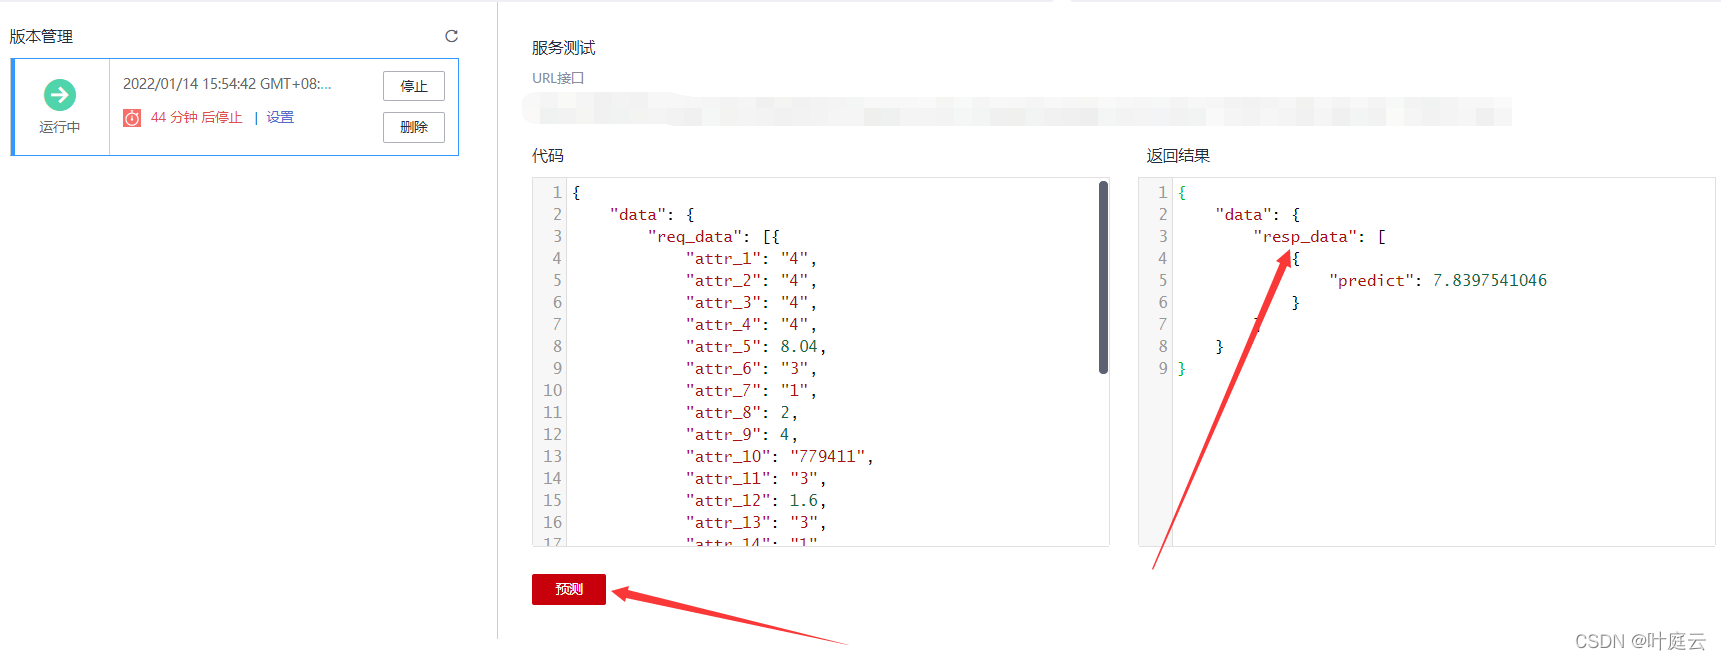 版本管理
2022/01/14 15:54:42 GMT+08:...
停止
运行中
44 分钟 后停止 | 设置
删除
服务测试
URL接口
代码
1 {
2 "data": {
3 "req_data": [{
4 "attr_1": "4",
5 "attr_2": "4",
6 "attr_3": "4",
7 "attr_4": "4",
8 "attr_5": 8.04,
9 "attr_6": "3",
10 "attr_7": "1",
11 "attr_8": 2,
12 "attr_9": 4,
13 "attr_10": "779411",
14 "attr_11": "3",
15 "attr_12": 1.6,
16 "attr_13": "3",
17 "attr_14": "1"
预测
返回结果
1 {
2 "data": {
3 "resp_data": [
4 {
5 "predict": 7.8397541046
6 }
7 ]
8 }
9 }
CSDN @叶庭云